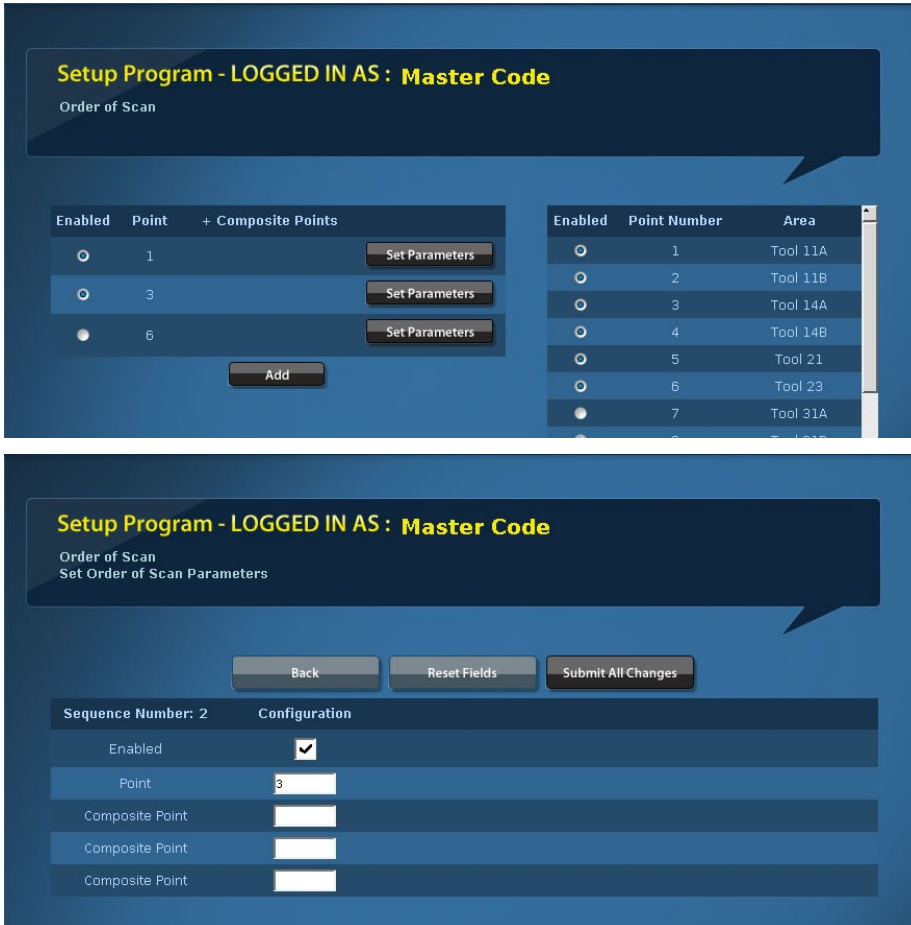 Setup Program - LOGGED IN AS : Master Code
Order of Scan
Enabled Point + Composite Points
1 Set Parameters
3 Set Parameters
6 Set Parameters
Add
Enabled Point Number Area
1 Tool 11A
2 Tool 11B
3 Tool 14A
4 Tool 14B
5 Tool 21
6 Tool 23
7 Tool 31A
Setup Program - LOGGED IN AS : Master Code
Order of Scan
Set Order of Scan Parameters
Back Reset Fields Submit All Changes
Sequence Number: 2 Configuration
Enabled
Point 3
Composite Point
Composite Point
Composite Point